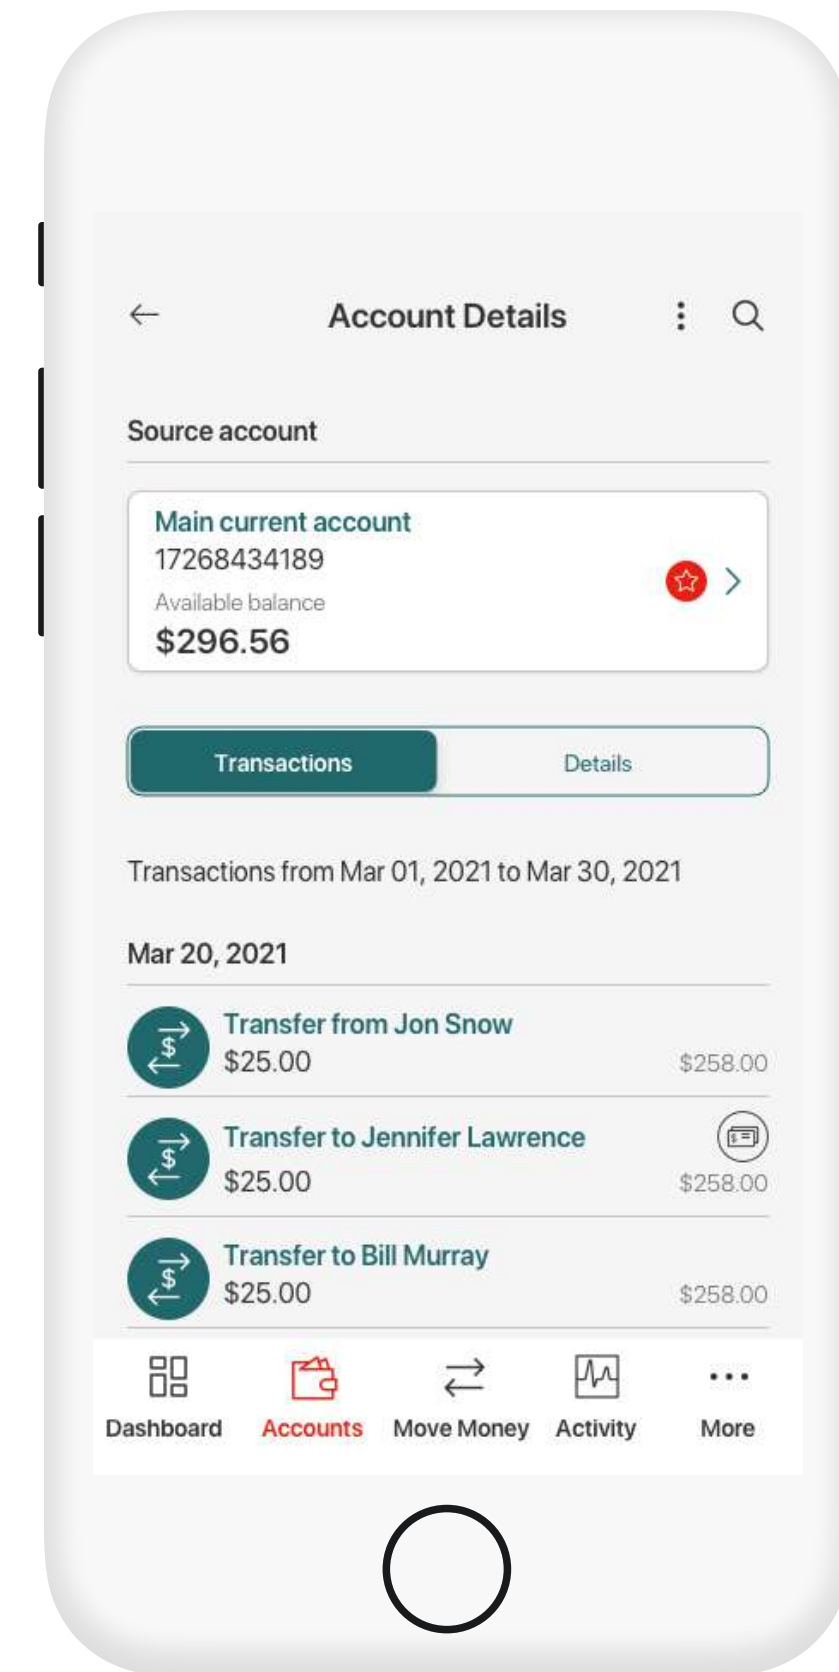 Account Details
Source account
Main current account
17268434189
Available balance
$296.56
Transactions Details
Transactions from Mar 01, 2021 to Mar 30, 2021
Mar 20, 2021
Transfer from Jon Snow
$25.00 $258.00
Transfer to Jennifer Lawrence
$25.00 $258.00
Transfer to Bill Murray
$25.00 $258.00
Dashboard Accounts Move Money Activity More